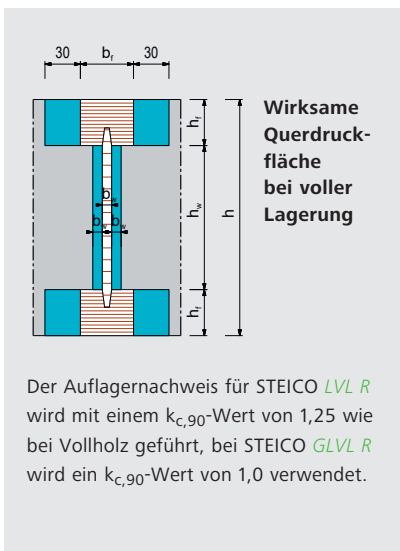 30 b_f 30
Wirksame
Querdruck-
fläche
bei voller
Lagerung
h_f
b_w
b_w b_w
h_w
h
h_f
Der Auflagernachweis für STEICO LVL R
wird mit einem k_c,90-Wert von 1,25 wie
bei Vollholz geführt, bei STEICO GLVL R
wird ein k_c,90-Wert von 1,0 verwendet.